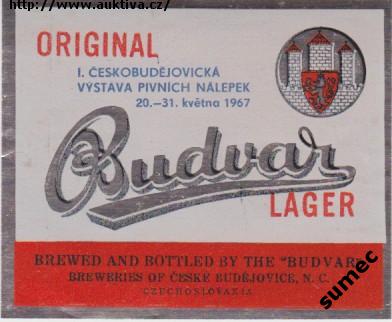 http://www.auktiva.cz/
ORIGINAL
I. ČESKOBUDĚJOVICKÁ
VÝSTAVA PIVNÍCH NÁLEPEK
20.—31. května 1967
Budvar
LAGER
BREWED AND BOTTLED BY THE "BUDVAR"
BREWERIES OF ČESKÉ BUDĚJOVICE, N. C.
CZECHOSLOVAKIA
sumec